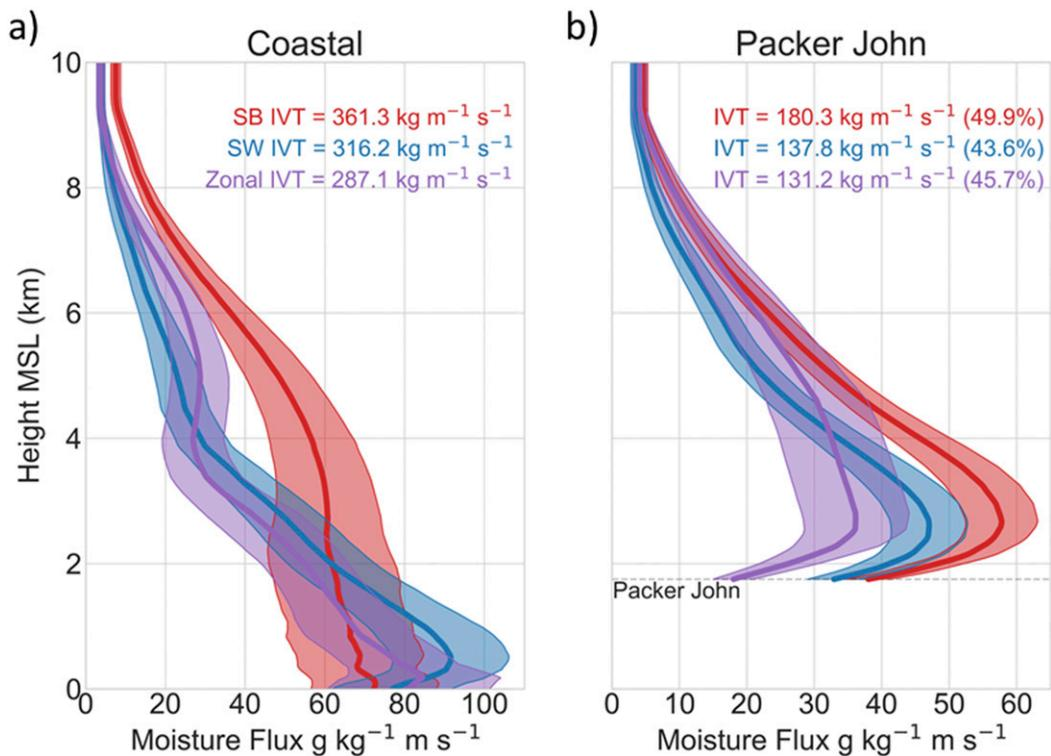 a)
Coastal
SB IVT = 361.3 kg m⁻¹ s⁻¹
SW IVT = 316.2 kg m⁻¹ s⁻¹
Zonal IVT = 287.1 kg m⁻¹ s⁻¹
Height MSL (km)
10
8
6
4
2
0
0 20 40 60 80 100
Moisture Flux g kg⁻¹ m s⁻¹
b)
Packer John
IVT = 180.3 kg m⁻¹ s⁻¹ (49.9%)
IVT = 137.8 kg m⁻¹ s⁻¹ (43.6%)
IVT = 131.2 kg m⁻¹ s⁻¹ (45.7%)
Packer John
0 10 20 30 40 50 60
Moisture Flux g kg⁻¹ m s⁻¹